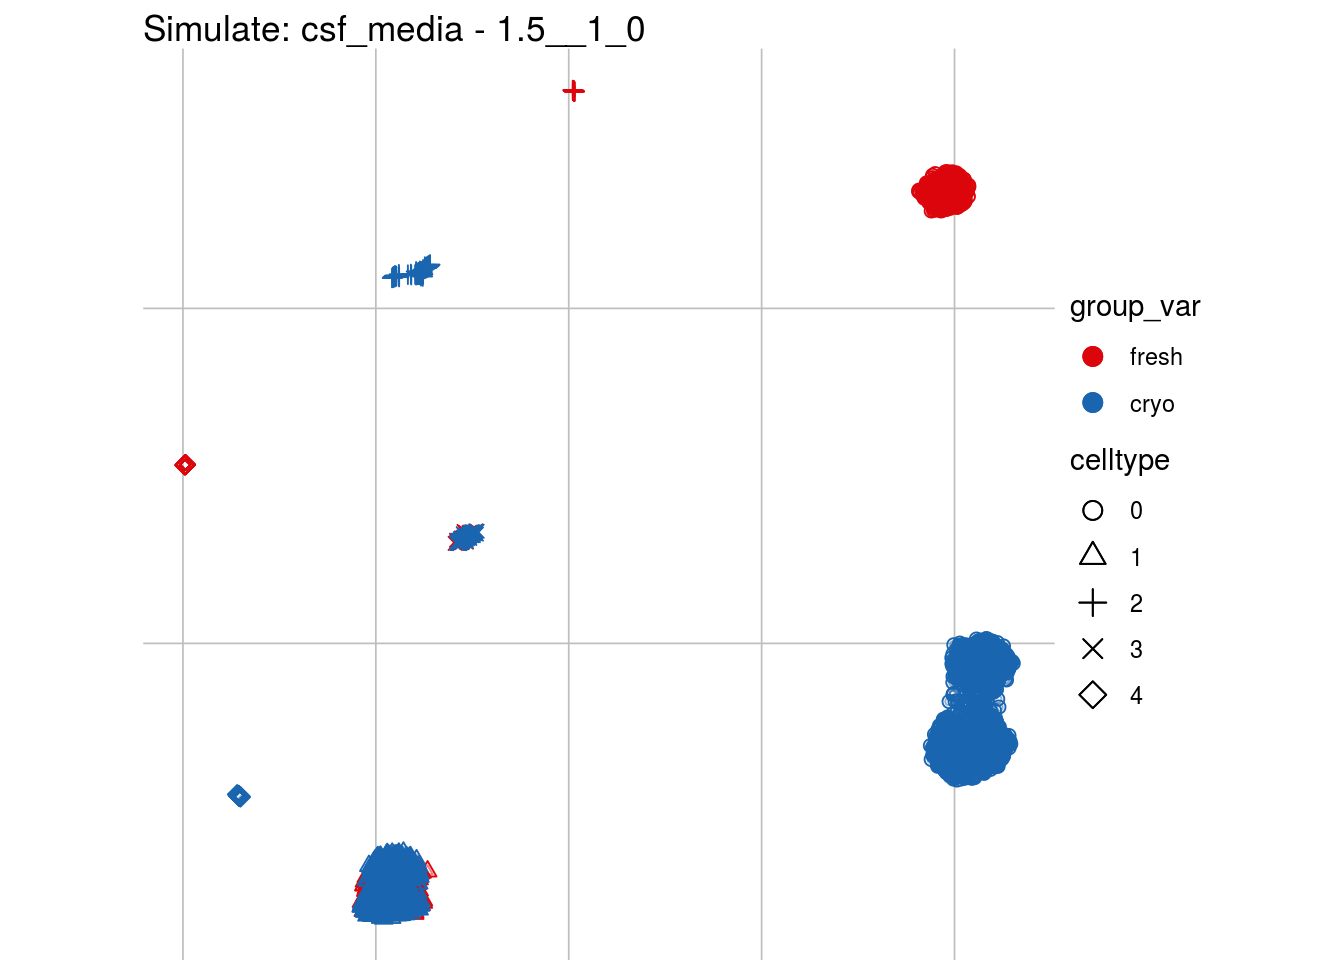 Simulate: csf_media - 1.5__1_0
group_var
fresh
cryo
celltype
0
1
2
3
4